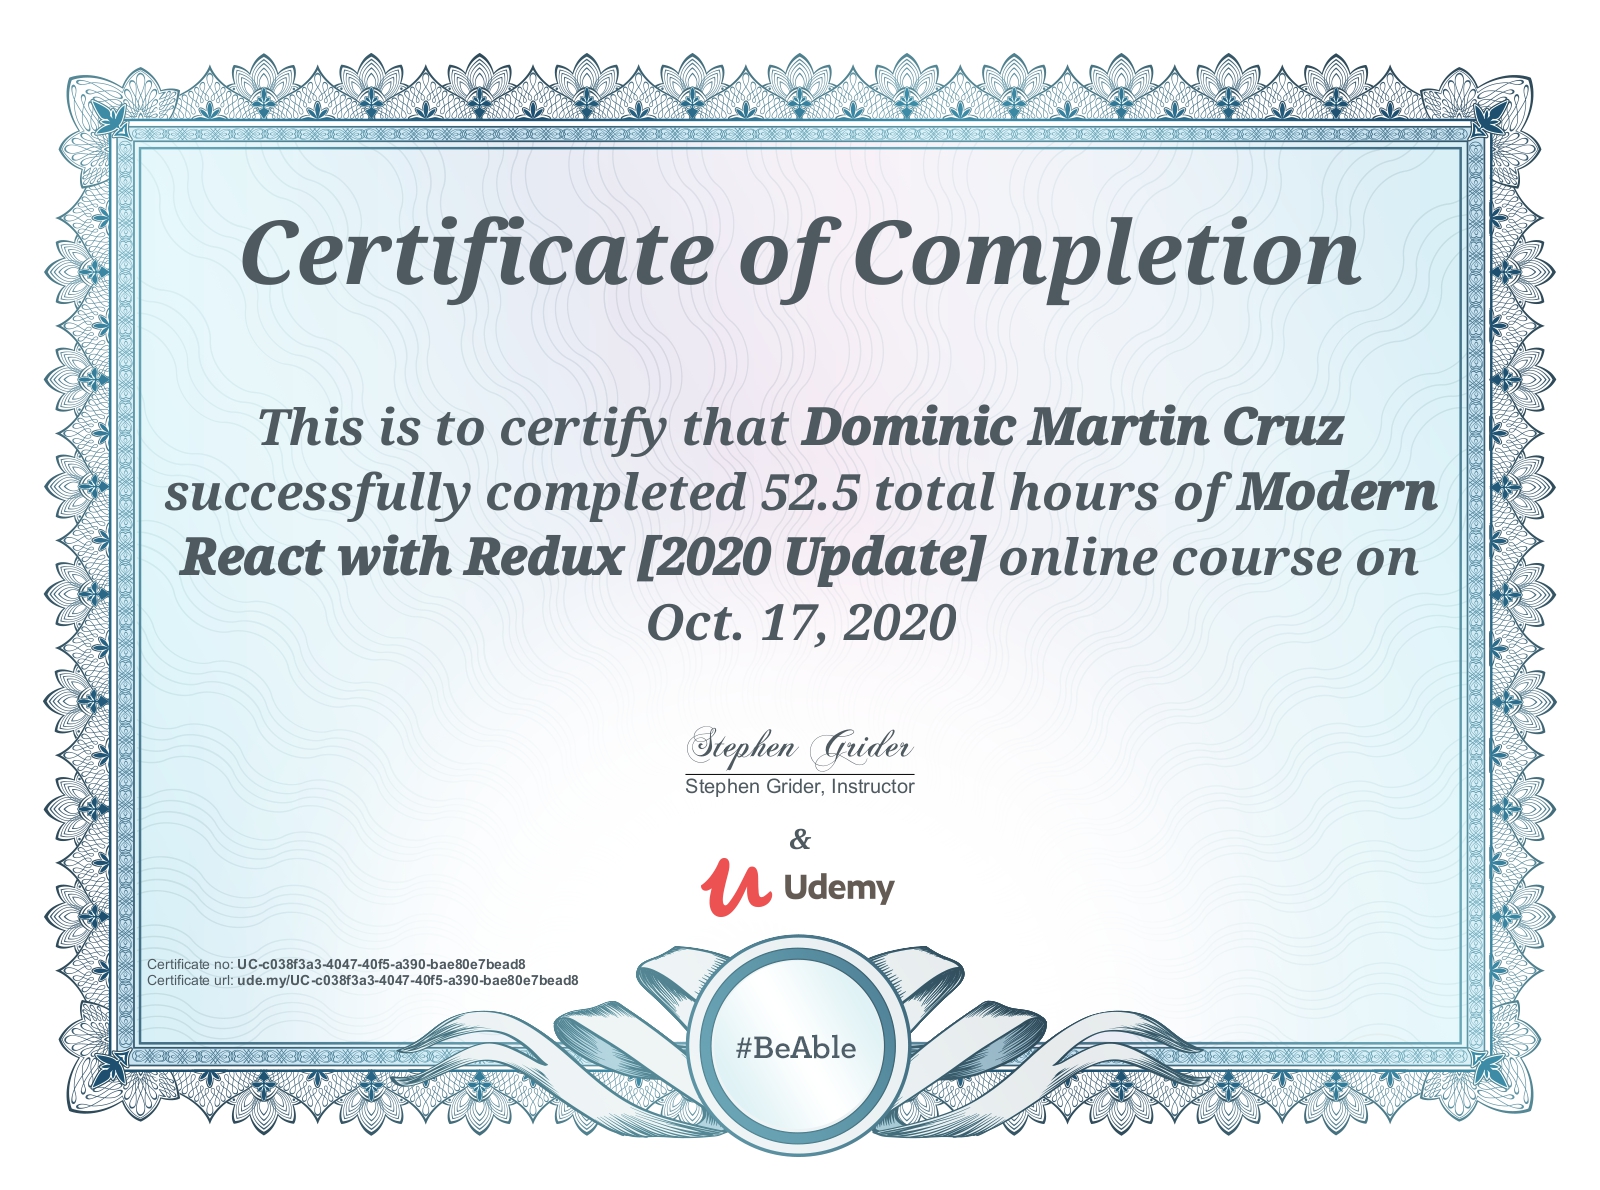 Certificate of Completion
This is to certify that Dominic Martin Cruz
successfully completed 52.5 total hours of Modern
React with Redux [2020 Update] online course on
Oct. 17, 2020
Stephen Grider
Stephen Grider, Instructor
&
Udemy
Certificate no: UC-c038f3a3-4047-40f5-a390-bae80e7bead8
Certificate url: ude.my/UC-c038f3a3-4047-40f5-a390-bae80e7bead8
#BeAble